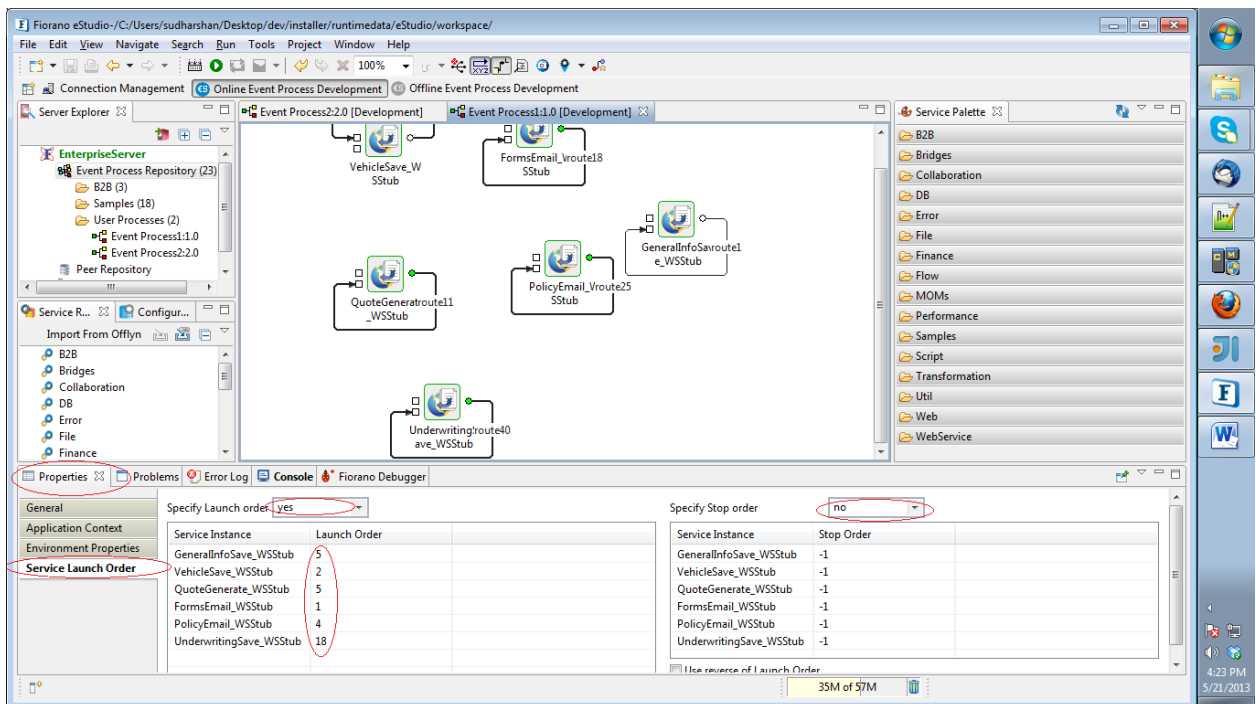 Fiorano eStudio-/C:/Users/sudharshan/Desktop/dev/installer/runtimedata/eStudio/workspace/
File Edit View Navigate Search Run Tools Project Window Help
100%
Connection Management Online Event Process Development Offline Event Process Development
Server Explorer
EnterpriseServer
Event Process Repository (23)
B2B (3)
Samples (18)
User Processes (2)
Event Process1:1.0
Event Process2:2.0
Peer Repository
Service R... Configur...
Import From Offlyn
B2B
Bridges
Collaboration
DB
Error
File
Finance
Event Process2:2.0 [Development] Event Process1:1.0 [Development]
VehicleSave_W
SStub
FormsEmail_Vroute18
SStub
GeneralInfoSavroute1
e_WSStub
PolicyEmail_Vroute25
SStub
QuoteGeneratroute11
_WSStub
Underwriting'route40
ave_WSStub
Service Palette
B2B
Bridges
Collaboration
DB
Error
File
Finance
Flow
MOMs
Performance
Samples
Script
Transformation
Util
Web
WebService
Properties Problems Error Log Console Fiorano Debugger
General
Application Context
Environment Properties
Service Launch Order
Specify Launch order yes
Service Instance Launch Order
GeneralInfoSave_WSStub 5
VehicleSave_WSStub 2
QuoteGenerate_WSStub 5
FormsEmail_WSStub 1
PolicyEmail_WSStub 4
UnderwritingSave_WSStub 18
Specify Stop order no
Service Instance Stop Order
GeneralInfoSave_WSStub -1
VehicleSave_WSStub -1
QuoteGenerate_WSStub -1
FormsEmail_WSStub -1
PolicyEmail_WSStub -1
UnderwritingSave_WSStub -1
Use reverse of Launch Order
35M of 57M
4:23 PM
5/21/2013